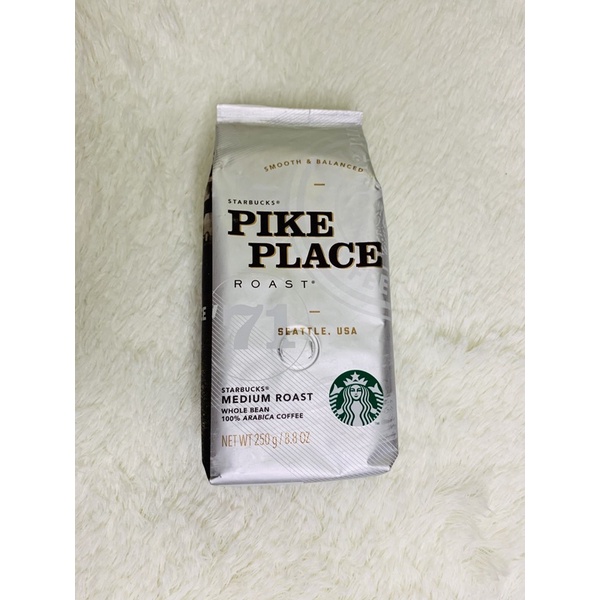 SMOOTH & BALANCED
STARBUCKS®
PIKE
PLACE
ROAST®
71
SEATTLE, USA
STARBUCKS®
MEDIUM ROAST
WHOLE BEAN
100% ARABICA COFFEE
NET WT 250 g / 8.8 OZ